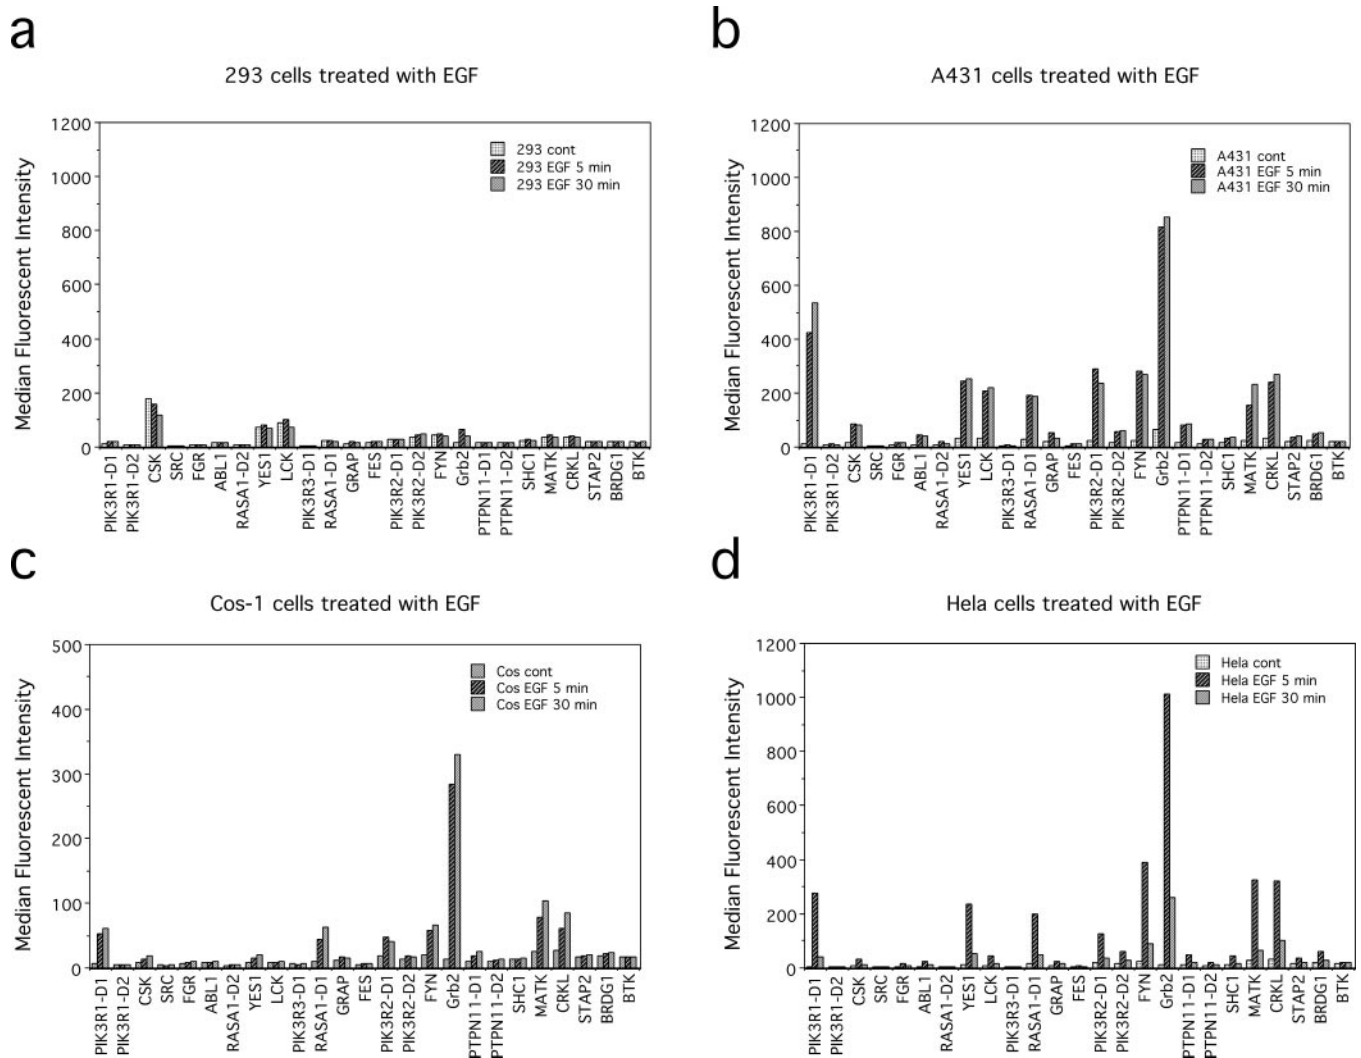 a
293 cells treated with EGF
Median Fluorescent Intensity
1200
1000
800
600
400
200
0
293 cont
293 EGF 5 min
293 EGF 30 min
PIK3R1-D1
PIK3R1-D2
CSK
SRC
FGR
ABL1
RASA1-D2
YES1
LCK
PIK3R3-D1
RASA1-D1
GRAP
FES
PIK3R2-D1
PIK3R2-D2
FYN
Grb2
PTPN11-D1
PTPN11-D2
SHC1
MATK
CRKL
STAP2
BRDG1
BTK
b
A431 cells treated with EGF
Median Fluorescent Intensity
1200
1000
800
600
400
200
0
A431 cont
A431 EGF 5 min
A431 EGF 30 min
PIK3R1-D1
PIK3R1-D2
CSK
SRC
FGR
ABL1
RASA1-D2
YES1
LCK
PIK3R3-D1
RASA1-D1
GRAP
FES
PIK3R2-D1
PIK3R2-D2
FYN
Grb2
PTPN11-D1
PTPN11-D2
SHC1
MATK
CRKL
STAP2
BRDG1
BTK
c
Cos-1 cells treated with EGF
Median Fluorescent Intensity
500
400
300
200
100
0
Cos cont
Cos EGF 5 min
Cos EGF 30 min
PIK3R1-D1
PIK3R1-D2
CSK
SRC
FGR
ABL1
RASA1-D2
YES1
LCK
PIK3R3-D1
RASA1-D1
GRAP
FES
PIK3R2-D1
PIK3R2-D2
FYN
Grb2
PTPN11-D1
PTPN11-D2
SHC1
MATK
CRKL
STAP2
BRDG1
BTK
d
Hela cells treated with EGF
Median Fluorescent Intensity
1200
1000
800
600
400
200
0
Hela cont
Hela EGF 5 min
Hela EGF 30 min
PIK3R1-D1
PIK3R1-D2
CSK
SRC
FGR
ABL1
RASA1-D2
YES1
LCK
PIK3R3-D1
RASA1-D1
GRAP
FES
PIK3R2-D1
PIK3R2-D2
FYN
Grb2
PTPN11-D1
PTPN11-D2
SHC1
MATK
CRKL
STAP2
BRDG1
BTK